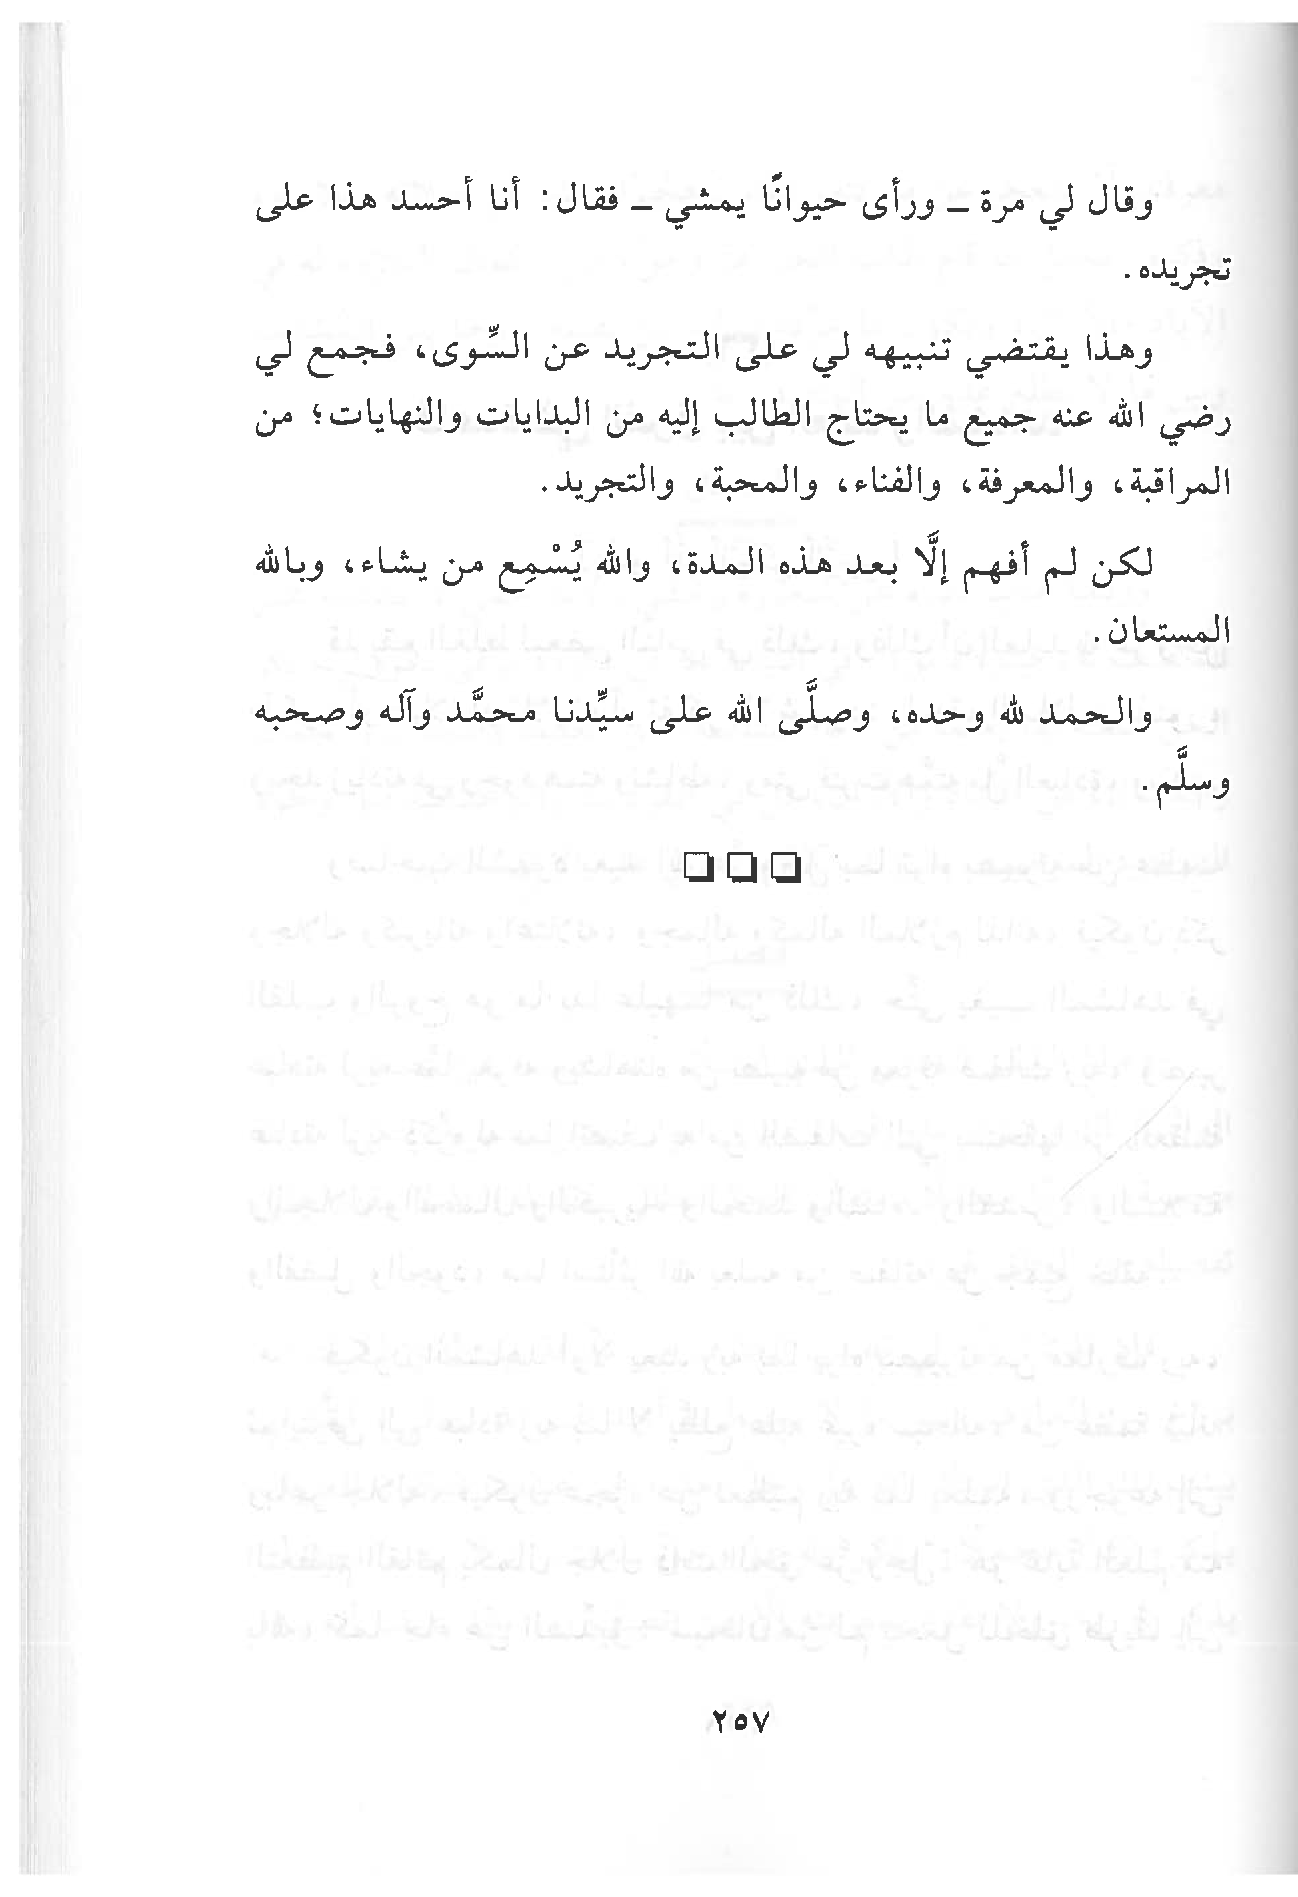 وقال لي مرة ـ ورأى حيوانًا يمشي ـ فقال: أنا أحسد هذا على
تجريده.
وهذا يقتضي تنبيهه لي على التجريد عن السِّوى، فجمع لي
رضي الله عنه جميع ما يحتاج الطالب إليه من البدايات والنهايات؛ من
المراقبة، والمعرفة، والفناء، والمحبة، والتجريد.
لكن لم أفهم إلَّا بعد هذه المدة، والله يُسْمِع من يشاء، وبالله
المستعان.
والحمد لله وحده، وصلَّى الله على سيِّدنا محمَّد وآله وصحبه
وسلَّم.
٢٥٧